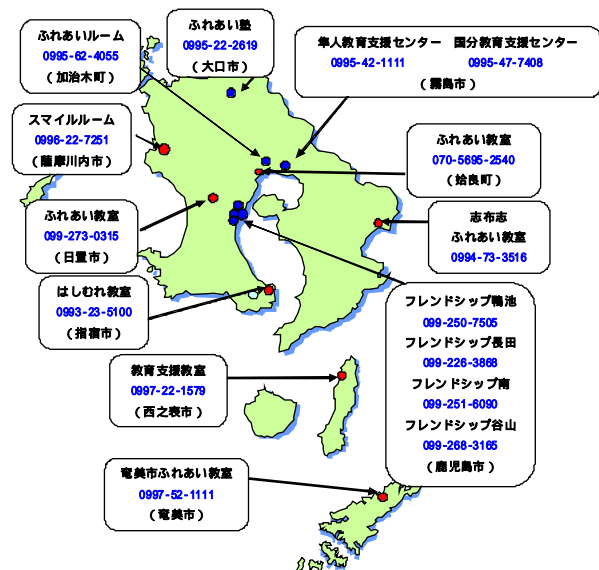 ふれあいルーム
0995-62-4055
（加治木町）
ふれあい塾
0995-22-2619
（大口市）
隼人教育支援センター　国分教育支援センター
0995-42-1111　0995-47-7408
（霧島市）
スマイルルーム
0996-22-7251
（薩摩川内市）
ふれあい教室
070-5695-2540
（姶良町）
ふれあい教室
099-273-0315
（日置市）
志布志
ふれあい教室
0994-73-3516
はしむれ教室
0993-23-5100
（指宿市）
フレンドシップ鴨池
099-250-7505
フレンドシップ長田
099-226-3868
フレンドシップ南
099-251-6090
フレンドシップ谷山
099-268-3165
（鹿児島市）
教育支援教室
0997-22-1579
（西之表市）
奄美市ふれあい教室
0997-52-1111
（奄美市）